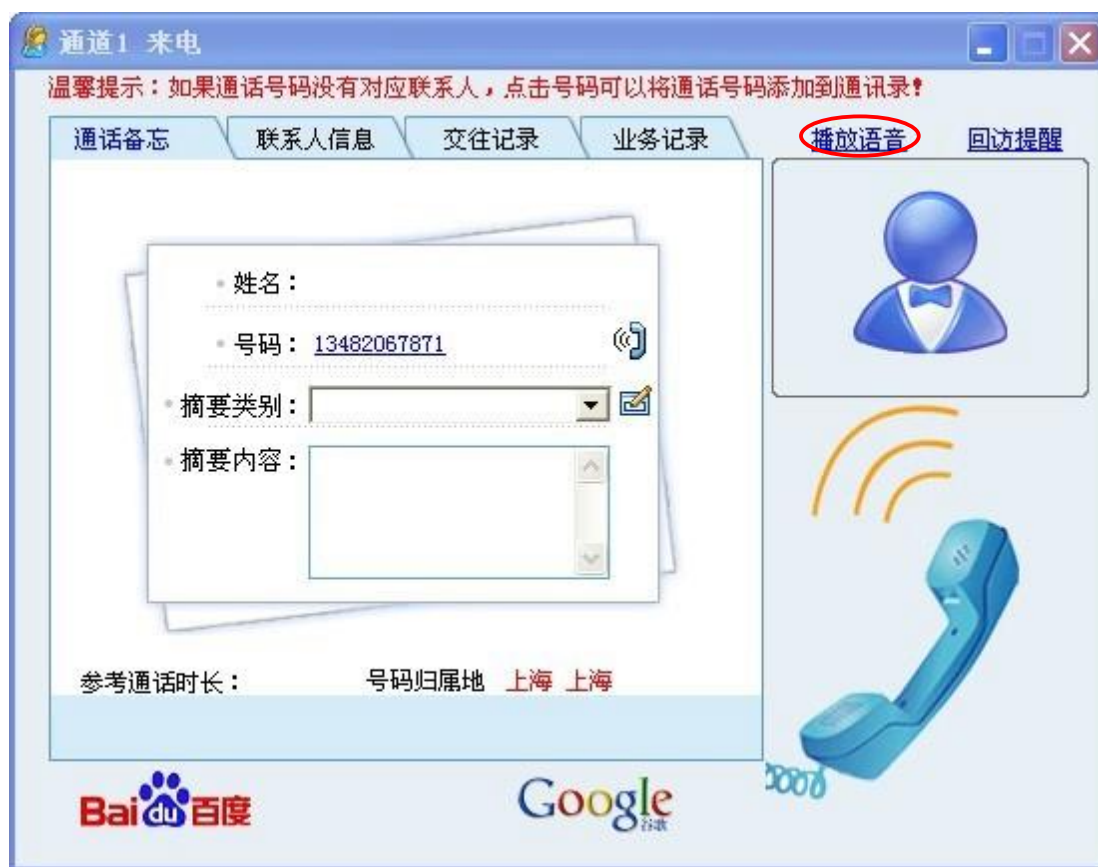 通道1 来电
温馨提示：如果通话号码没有对应联系人，点击号码可以将通话号码添加到通讯录！
通话备忘 联系人信息 交往记录 业务记录 播放语音 回访提醒
姓名：
号码： 13482067871
摘要类别：
摘要内容：
参考通话时长： 号码归属地 上海 上海
Bai du 百度 Google 谷歌